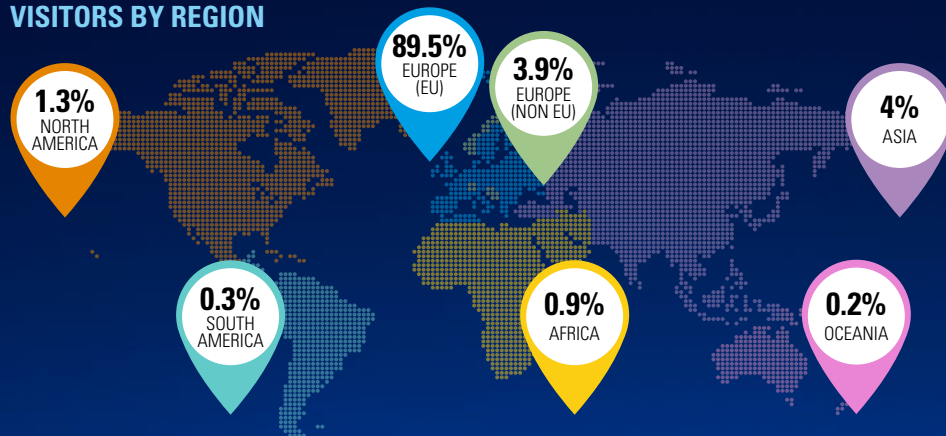 VISITORS BY REGION
1.3%
NORTH
AMERICA
89.5%
EUROPE
(EU)
3.9%
EUROPE
(NON EU)
4%
ASIA
0.3%
SOUTH
AMERICA
0.9%
AFRICA
0.2%
OCEANIA